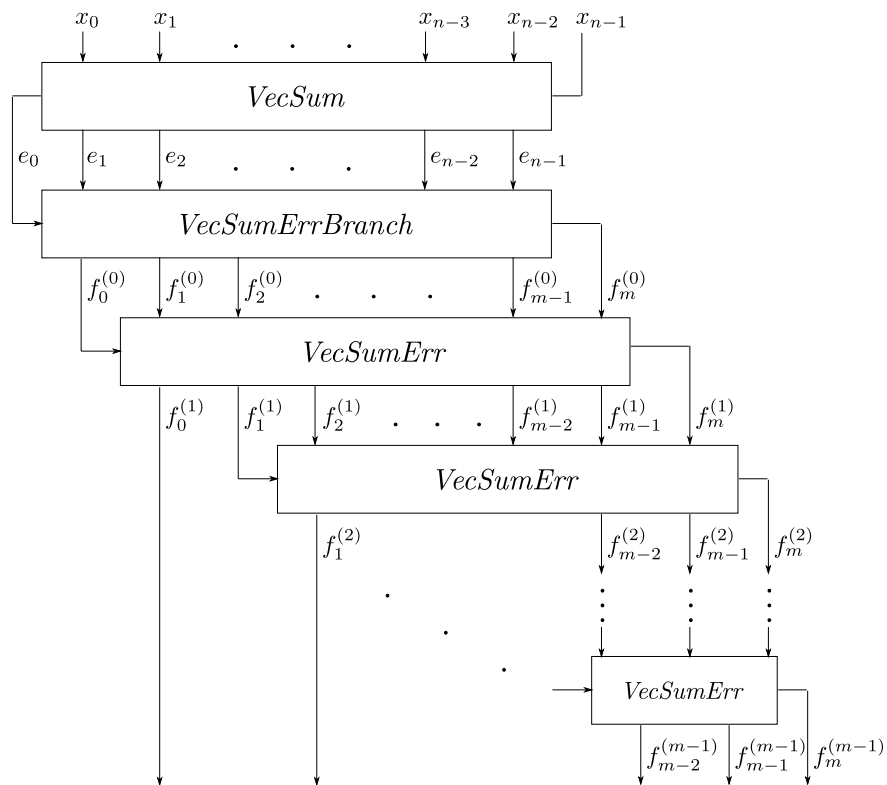 x_0 x_1 . . . x_{n-3} x_{n-2} x_{n-1}
VecSum
e_0 e_1 e_2 . . . e_{n-2} e_{n-1}
VecSumErrBranch
f_0^{(0)} f_1^{(0)} f_2^{(0)} . . . f_{m-1}^{(0)} f_m^{(0)}
VecSumErr
f_0^{(1)} f_1^{(1)} f_2^{(1)} . . . f_{m-2}^{(1)} f_{m-1}^{(1)} f_m^{(1)}
VecSumErr
f_1^{(2)} f_{m-2}^{(2)} f_{m-1}^{(2)} f_m^{(2)}
VecSumErr
f_{m-2}^{(m-1)} f_{m-1}^{(m-1)} f_m^{(m-1)}